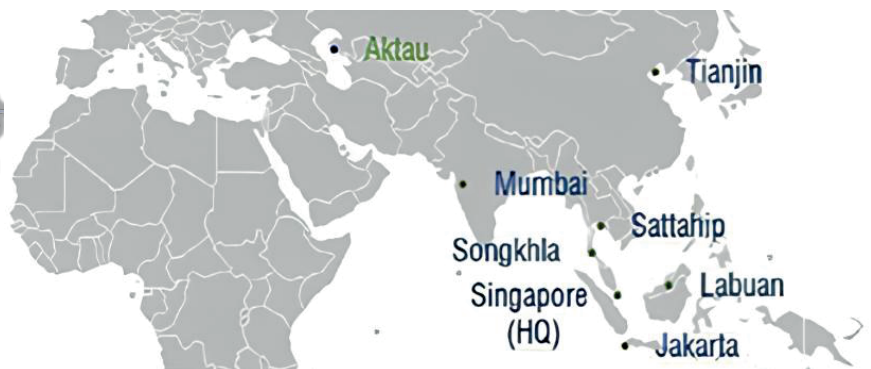 Aktau
Tianjin
Mumbai
Sattahip
Songkhla
Labuan
Singapore
(HQ)
Jakarta